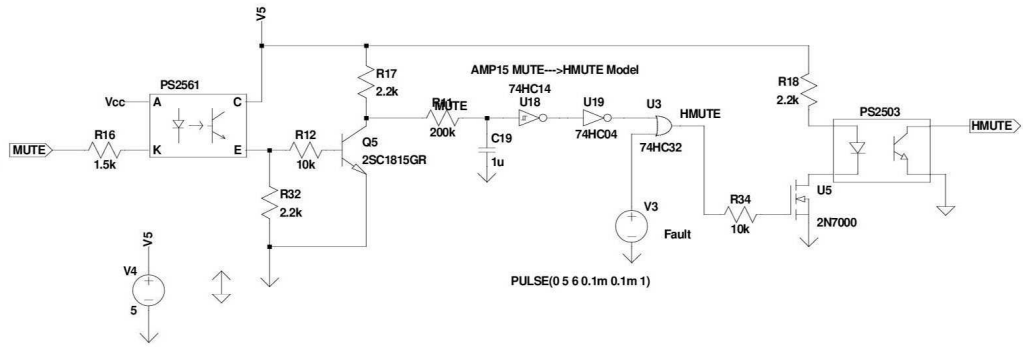 V5
AMP15 MUTE--->HMUTE Model
PS2561
Vcc
A
C
K
E
MUTE
R16
1.5k
R12
10k
R32
2.2k
R17
2.2k
Q5
2SC1815GR
MUTE
200k
C19
1u
U18
74HC14
U19
74HC04
U3
74HC32
HMUTE
V3
Fault
PULSE(0 5 6 0.1m 0.1m 1)
R34
10k
R18
2.2k
PS2503
HMUTE
U5
2N7000
V5
V4
5